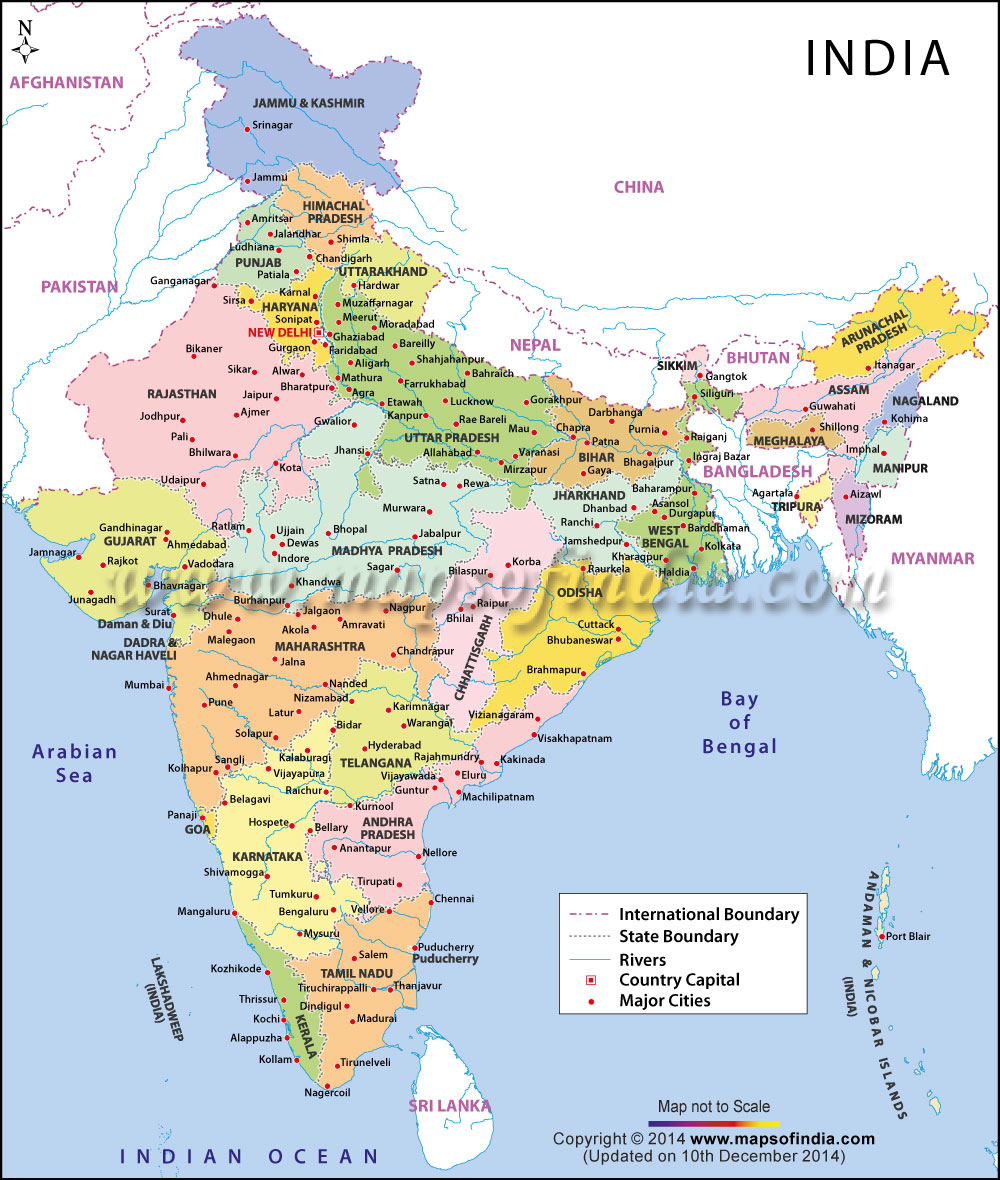 INDIA
N
AFGHANISTAN
JAMMU & KASHMIR
Srinagar
Jammu
CHINA
HIMACHAL
PRADESH
Amritsar
Jalandhar
Shimla
Ludhiana
PUNJAB
Chandigarh
Patiala
UTTARAKHAND
Hardwar
PAKISTAN
Ganganagar
Karnal
Sirsa
HARYANA
Muzaffarnagar
Sonipat
Meerut
Moradabad
NEW DELHI
Ghaziabad
Gurgaon
Faridabad
Bareilly
NEPAL
ARUNACHAL
PRADESH
Bikaner
Sikar
Alwar
Aligarh
Shahjahanpur
SIKKIM
BHUTAN
Itanagar
Bharatpur
Mathura
Farrukhabad
Bahraich
Gangtok
RAJASTHAN
Jaipur
Agra
Etawah
Lucknow
Gorakhpur
Siliguri
ASSAM
NAGALAND
Jodhpur
Ajmer
Gwalior
Kanpur
Rae Bareli
Darbhanga
Guwahati
Kohima
Pali
UTTAR PRADESH
Mau
Chapra
Patna
Purnia
Raiganj
Shillong
MEGHALAYA
Bhilwara
Kota
Jhansi
Allahabad
Varanasi
BIHAR
Bhagalpur
Ingraj Bazar
Imphal
MANIPUR
Mirzapur
Gaya
BANGLADESH
Udaipur
Satna
Rewa
JHARKHAND
Baharampur
Agartala
Aizawl
TRIPURA
Murwara
Dhanbad
Asansol
Durgapur
MIZORAM
Gandhinagar
Ratlam
Ujjain
Bhopal
Jabalpur
Ranchi
WEST
BENGAL
Barddhaman
GUJARAT
Ahmedabad
Dewas
MADHYA PRADESH
Jamshedpur
Kolkata
Jamnagar
Rajkot
Vadodara
Indore
Sagar
Korba
Kharagpur
Haldia
MYANMAR
Bilaspur
Raurkela
www.mapsofindia.com
Bhavnagar
Khandwa
ODISHA
Junagadh
Surat
Burhanpur
Jalgaon
Nagpur
Raipur
Daman & Diu
Dhule
Akola
Amravati
Bhilai
Cuttack
Malegaon
Bhubaneswar
DADRA &
NAGAR HAVELI
MAHARASHTRA
Chandrapur
CHHATTISGARH
Jalna
Brahmapur
Mumbai
Ahmednagar
Nanded
Nizamabad
Karimnagar
Pune
Latur
Warangal
Vizianagaram
Bay
of
Bengal
Bidar
Solapur
Hyderabad
Visakhapatnam
Arabian
Sea
Sangli
Kalaburagi
TELANGANA
Rajahmundry
Kakinada
Kolhapur
Vijayapura
Vijayawada
Eluru
Raichur
Guntur
Machilipatnam
Belagavi
Kurnool
Panaji
GOA
Hospete
Bellary
ANDHRA
PRADESH
Anantapur
Nellore
KARNATAKA
Shivamogga
Tirupati
Tumkuru
Bengaluru
Vellore
Chennai
Mangaluru
Mysuru
Puducherry
Puducherry
Salem
Kozhikode
TAMIL NADU
Tiruchirappalli
Thanjavur
Thrissur
Dindigul
Kochi
KERALA
Madurai
Alappuzha
Kollam
Tirunelveli
Nagercoil
LAKSHADWEEP
(INDIA)
SRI LANKA
INDIAN OCEAN
ANDAMAN & NICOBAR ISLANDS
(INDIA)
Port Blair
International Boundary
State Boundary
Rivers
Country Capital
Major Cities
Map not to Scale
Copyright © 2014 www.mapsofindia.com
(Updated on 10th December 2014)